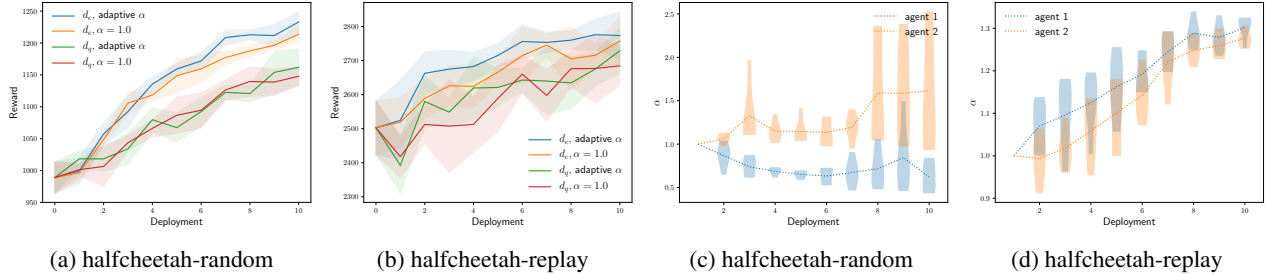 1250
1200
1150
1100
1050
1000
950
Reward
0 2 4 6 8 10
Deployment
d_c, adaptive α
d_c, α = 1.0
d_q, adaptive α
d_q, α = 1.0
(a) halfcheetah-random
2800
2700
2600
2500
2400
2300
Reward
0 2 4 6 8 10
Deployment
d_c, adaptive α
d_c, α = 1.0
d_q, adaptive α
d_q, α = 1.0
(b) halfcheetah-replay
2.5
2.0
1.5
1.0
0.5
α
2 4 6 8 10
Deployment
agent 1
agent 2
(c) halfcheetah-random
1.3
1.2
1.1
1.0
0.9
α
2 4 6 8 10
Deployment
agent 1
agent 2
(d) halfcheetah-replay